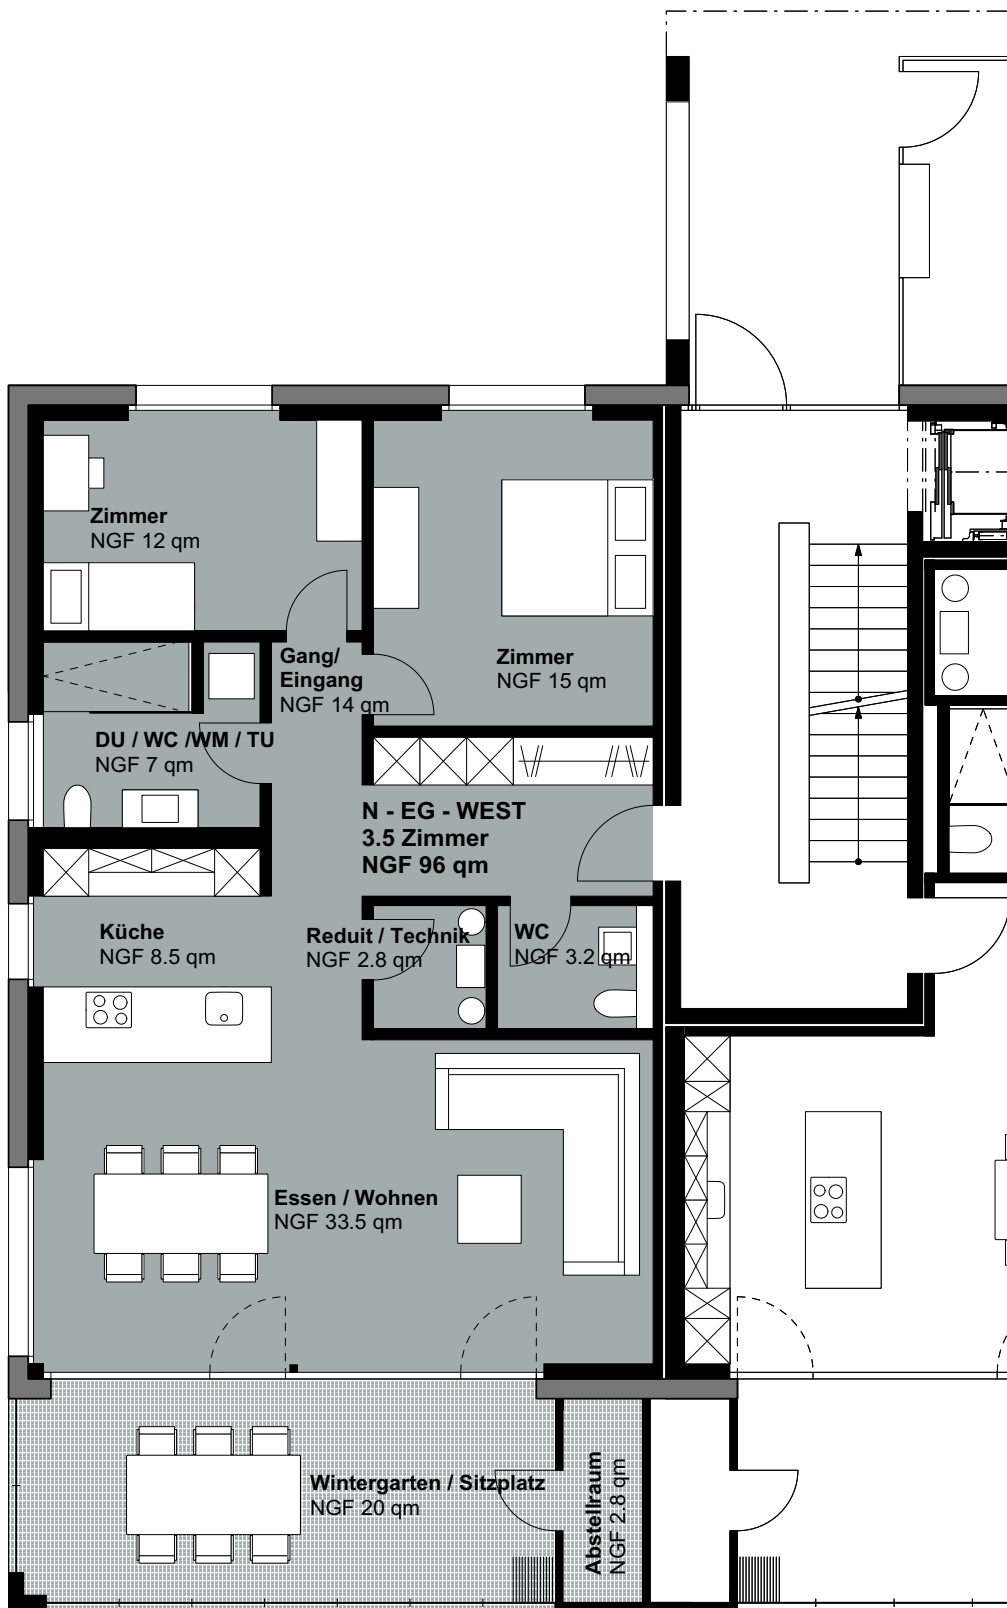 Zimmer
NGF 12 qm
Gang/
Eingang
NGF 14 qm
Zimmer
NGF 15 qm
DU / WC /WM / TU
NGF 7 qm
N - EG - WEST
3.5 Zimmer
NGF 96 qm
Küche
NGF 8.5 qm
Reduit / Technik
NGF 2.8 qm
WC
NGF 3.2 qm
Essen / Wohnen
NGF 33.5 qm
Wintergarten / Sitzplatz
NGF 20 qm
Abstellraum
NGF 2.8 qm